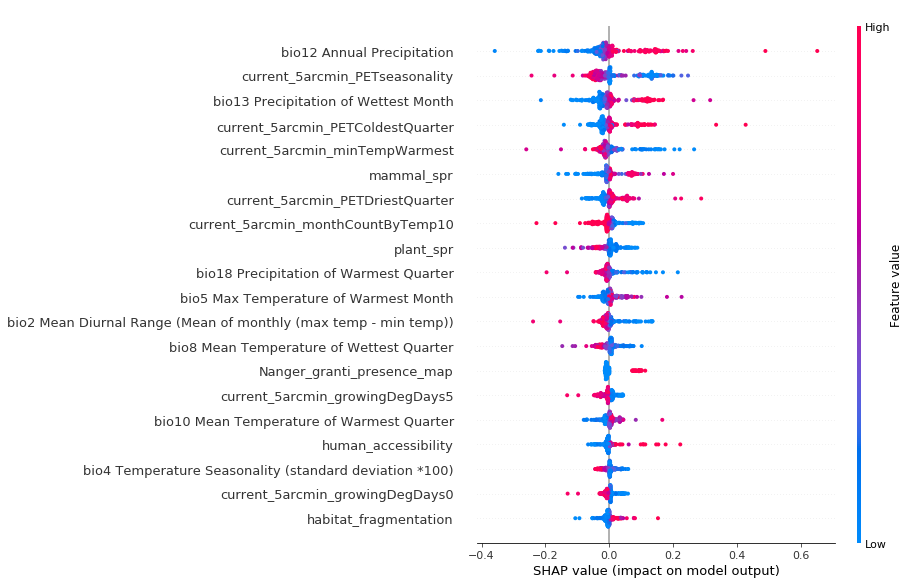 High
bio12 Annual Precipitation
current_5arcmin_PETseasonality
bio13 Precipitation of Wettest Month
current_5arcmin_PETColdestQuarter
current_5arcmin_minTempWarmest
mammal_spr
current_5arcmin_PETDriestQuarter
current_5arcmin_monthCountByTemp10
plant_spr
bio18 Precipitation of Warmest Quarter
bio5 Max Temperature of Warmest Month
bio2 Mean Diurnal Range (Mean of monthly (max temp - min temp))
bio8 Mean Temperature of Wettest Quarter
Nanger_granti_presence_map
current_5arcmin_growingDegDays5
bio10 Mean Temperature of Warmest Quarter
human_accessibility
bio4 Temperature Seasonality (standard deviation *100)
current_5arcmin_growingDegDays0
habitat_fragmentation
Feature value
Low
−0.4 −0.2 0.0 0.2 0.4 0.6
SHAP value (impact on model output)